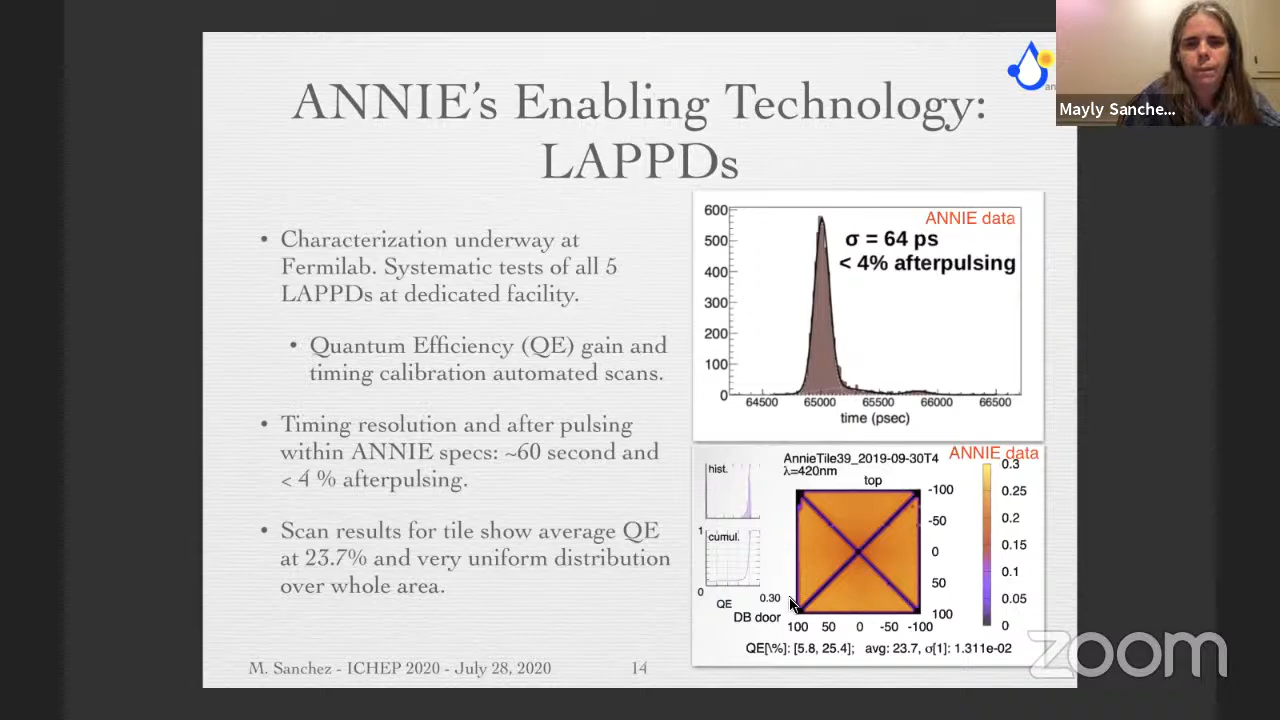 ANNIE's Enabling Technology:
LAPPDs
Mayly Sanche...
• Characterization underway at
Fermilab. Systematic tests of all 5
LAPPDs at dedicated facility.
• Quantum Efficiency (QE) gain and
timing calibration automated scans.
• Timing resolution and after pulsing
within ANNIE specs: ~60 second and
< 4 % afterpulsing.
• Scan results for tile show average QE
at 23.7% and very uniform distribution
over whole area.
M. Sanchez - ICHEP 2020 - July 28, 2020
14
ANNIE data
σ = 64 ps
< 4% afterpulsing
600
500
400
300
200
100
0
64500 65000 65500 66000 66500
time (psec)
ANNIE data
AnnieTile39_2019-09-30T4
λ=420nm
top
hist.
1
cumul.
0
0.30
QE
DB door
-100
-50
0
50
100
100 50 0 -50 -100
0.3
0.25
0.2
0.15
0.1
0.05
0
QE[\%]: [5.8, 25.4]; avg: 23.7, σ[1]: 1.311e-02
zoom